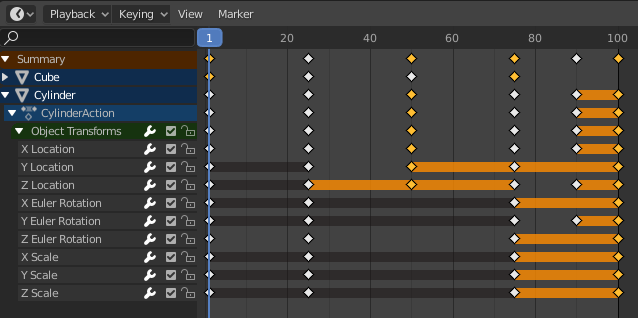 Playback Keying View Marker
1 20 40 60 80 100
Summary
Cube
Cylinder
CylinderAction
Object Transforms
X Location
Y Location
Z Location
X Euler Rotation
Y Euler Rotation
Z Euler Rotation
X Scale
Y Scale
Z Scale